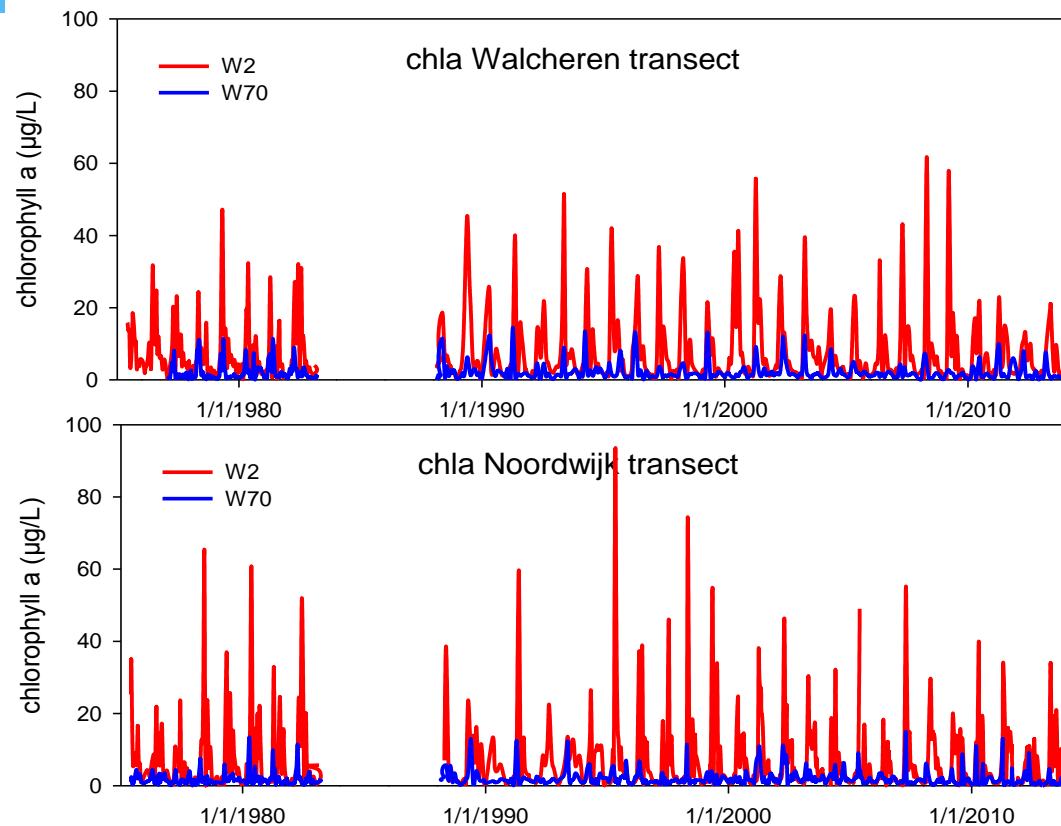 100
chla Walcheren transect
W2
W70
80
60
40
20
0
chlorophyll a (µg/L)
1/1/1980
1/1/1990
1/1/2000
1/1/2010
100
chla Noordwijk transect
W2
W70
80
60
40
20
0
chlorophyll a (µg/L)
1/1/1980
1/1/1990
1/1/2000
1/1/2010